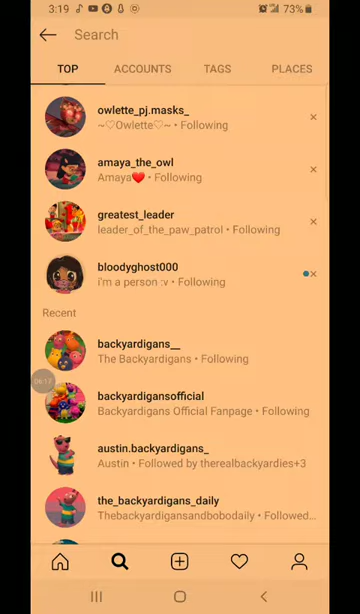 3:19
73%
Search
TOP ACCOUNTS TAGS PLACES
owlette_pj.masks_
~♡Owlette♡~ • Following
amaya_the_owl
Amaya❤️ • Following
greatest_leader
leader_of_the_paw_patrol • Following
bloodyghost000
i'm a person :v • Following
Recent
backyardigans__
The Backyardigans • Following
06:17
backyardigansofficial
Backyardigans Official Fanpage • Following
austin.backyardigans_
Austin • Followed by therealbackyardies+3
the_backyardigans_daily
Thebackyardigansandbobodaily • Followed...